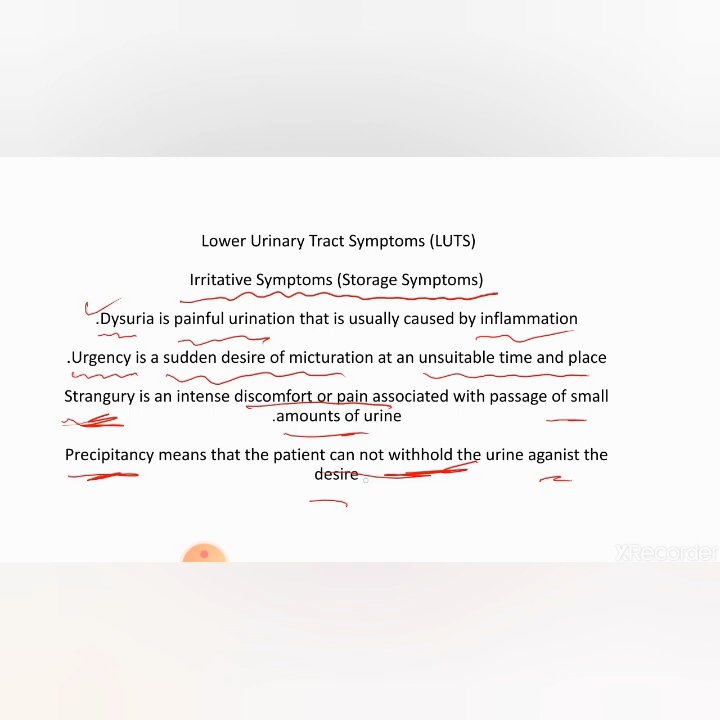 Lower Urinary Tract Symptoms (LUTS)
Irritative Symptoms (Storage Symptoms)
.Dysuria is painful urination that is usually caused by inflammation
.Urgency is a sudden desire of micturation at an unsuitable time and place
Strangury is an intense discomfort or pain associated with passage of small
.amounts of urine
Precipitancy means that the patient can not withhold the urine aganist the
desire
XRecorder